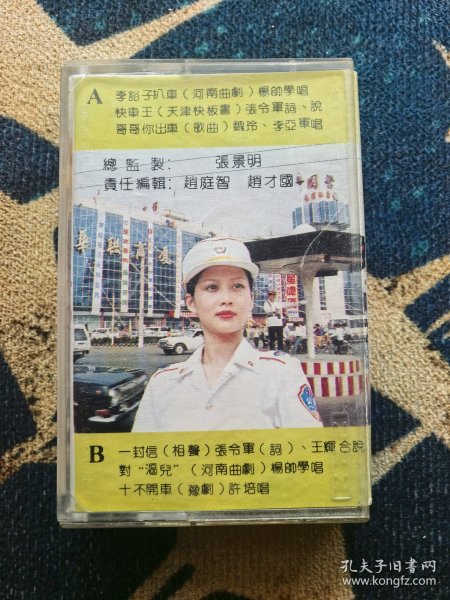 A
李豁子扒車(河南曲劇)楊帥學唱
快車王(天津快板書)張令軍詞、說
哥哥你出車(歌曲)魏玲、李亞軍唱
總監製: 張景明
責任編輯:趙庭智 趙才國
B
一封信(相聲)張令軍(詞)、王輝合說
對“溺兒”(河南曲劇)楊帥學唱
十不開車(豫劇)許培唱
孔夫子旧书网
www.kongfz.com